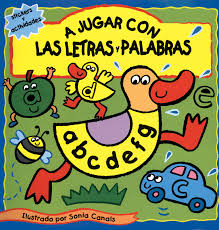 stickers y
actividades
A JUGAR CON
LAS LETRAS Y PALABRAS
abcdefg
e
Ilustrado por Sonia Canals